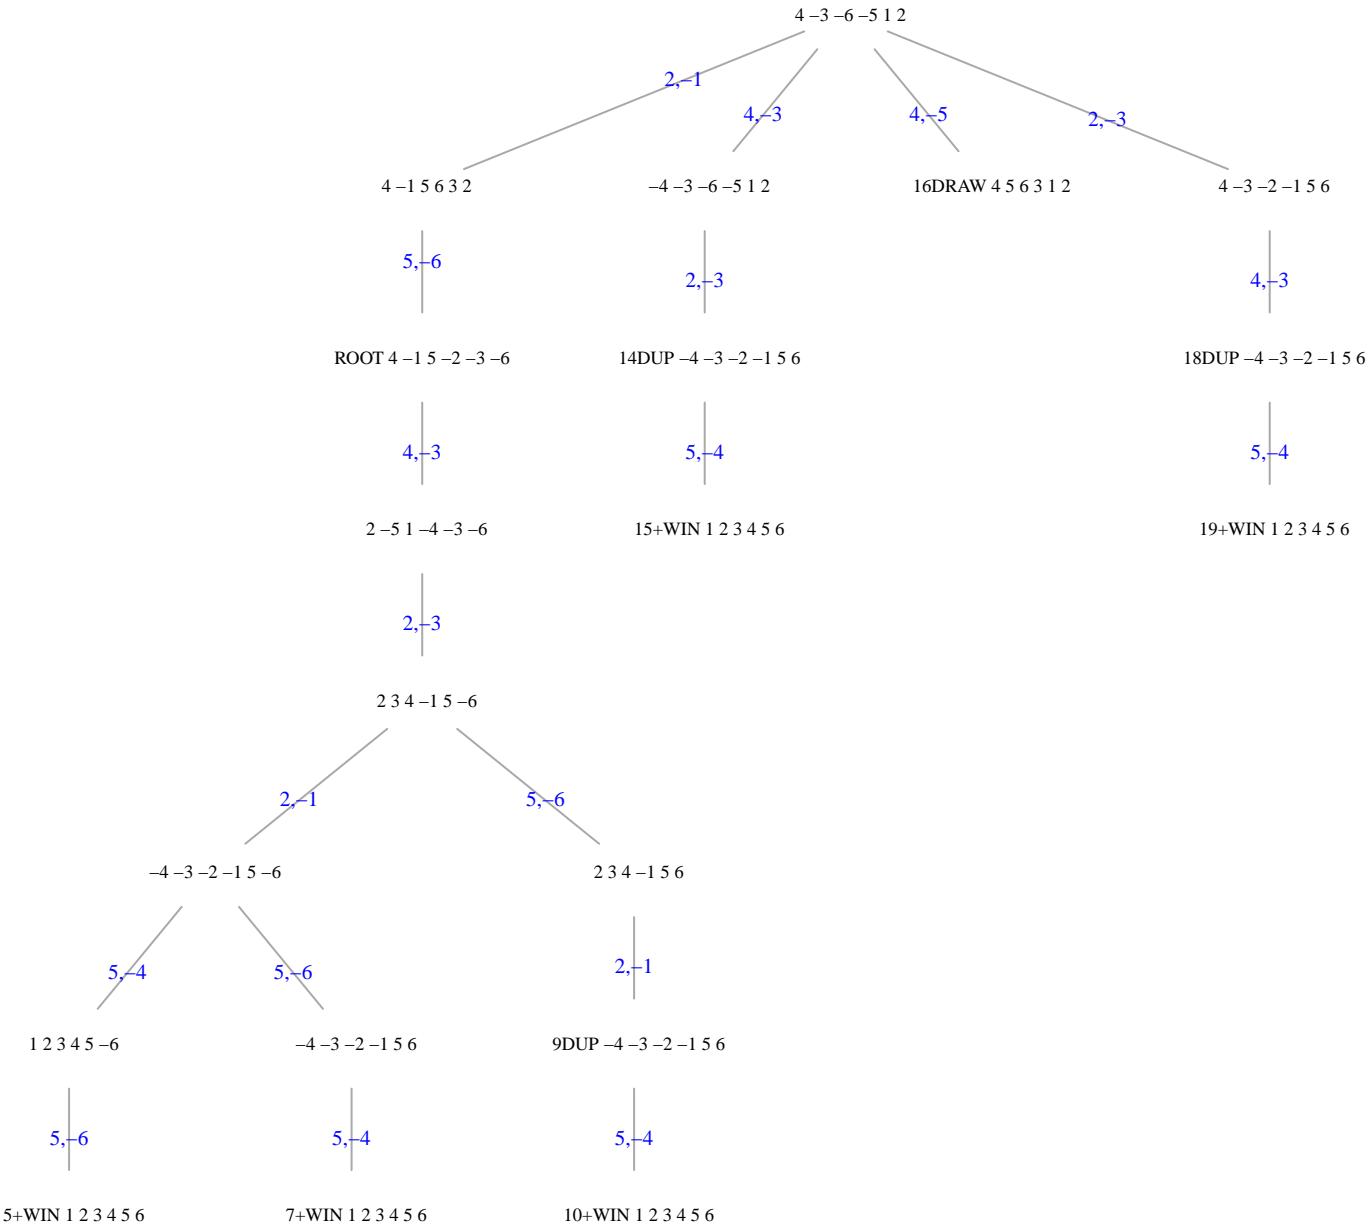 4 –3 –6 –5 1 2
2,–1
4,–3
4,–5
2,–3
4 –1 5 6 3 2
–4 –3 –6 –5 1 2
16DRAW 4 5 6 3 1 2
4 –3 –2 –1 5 6
5,–6
2,–3
4,–3
ROOT 4 –1 5 –2 –3 –6
14DUP –4 –3 –2 –1 5 6
18DUP –4 –3 –2 –1 5 6
4,–3
5,–4
5,–4
2 –5 1 –4 –3 –6
15+WIN 1 2 3 4 5 6
19+WIN 1 2 3 4 5 6
2,–3
2 3 4 –1 5 –6
2,–1
5,–6
–4 –3 –2 –1 5 –6
2 3 4 –1 5 6
5,–4
5,–6
2,–1
1 2 3 4 5 –6
–4 –3 –2 –1 5 6
9DUP –4 –3 –2 –1 5 6
5,–6
5,–4
5,–4
5+WIN 1 2 3 4 5 6
7+WIN 1 2 3 4 5 6
10+WIN 1 2 3 4 5 6